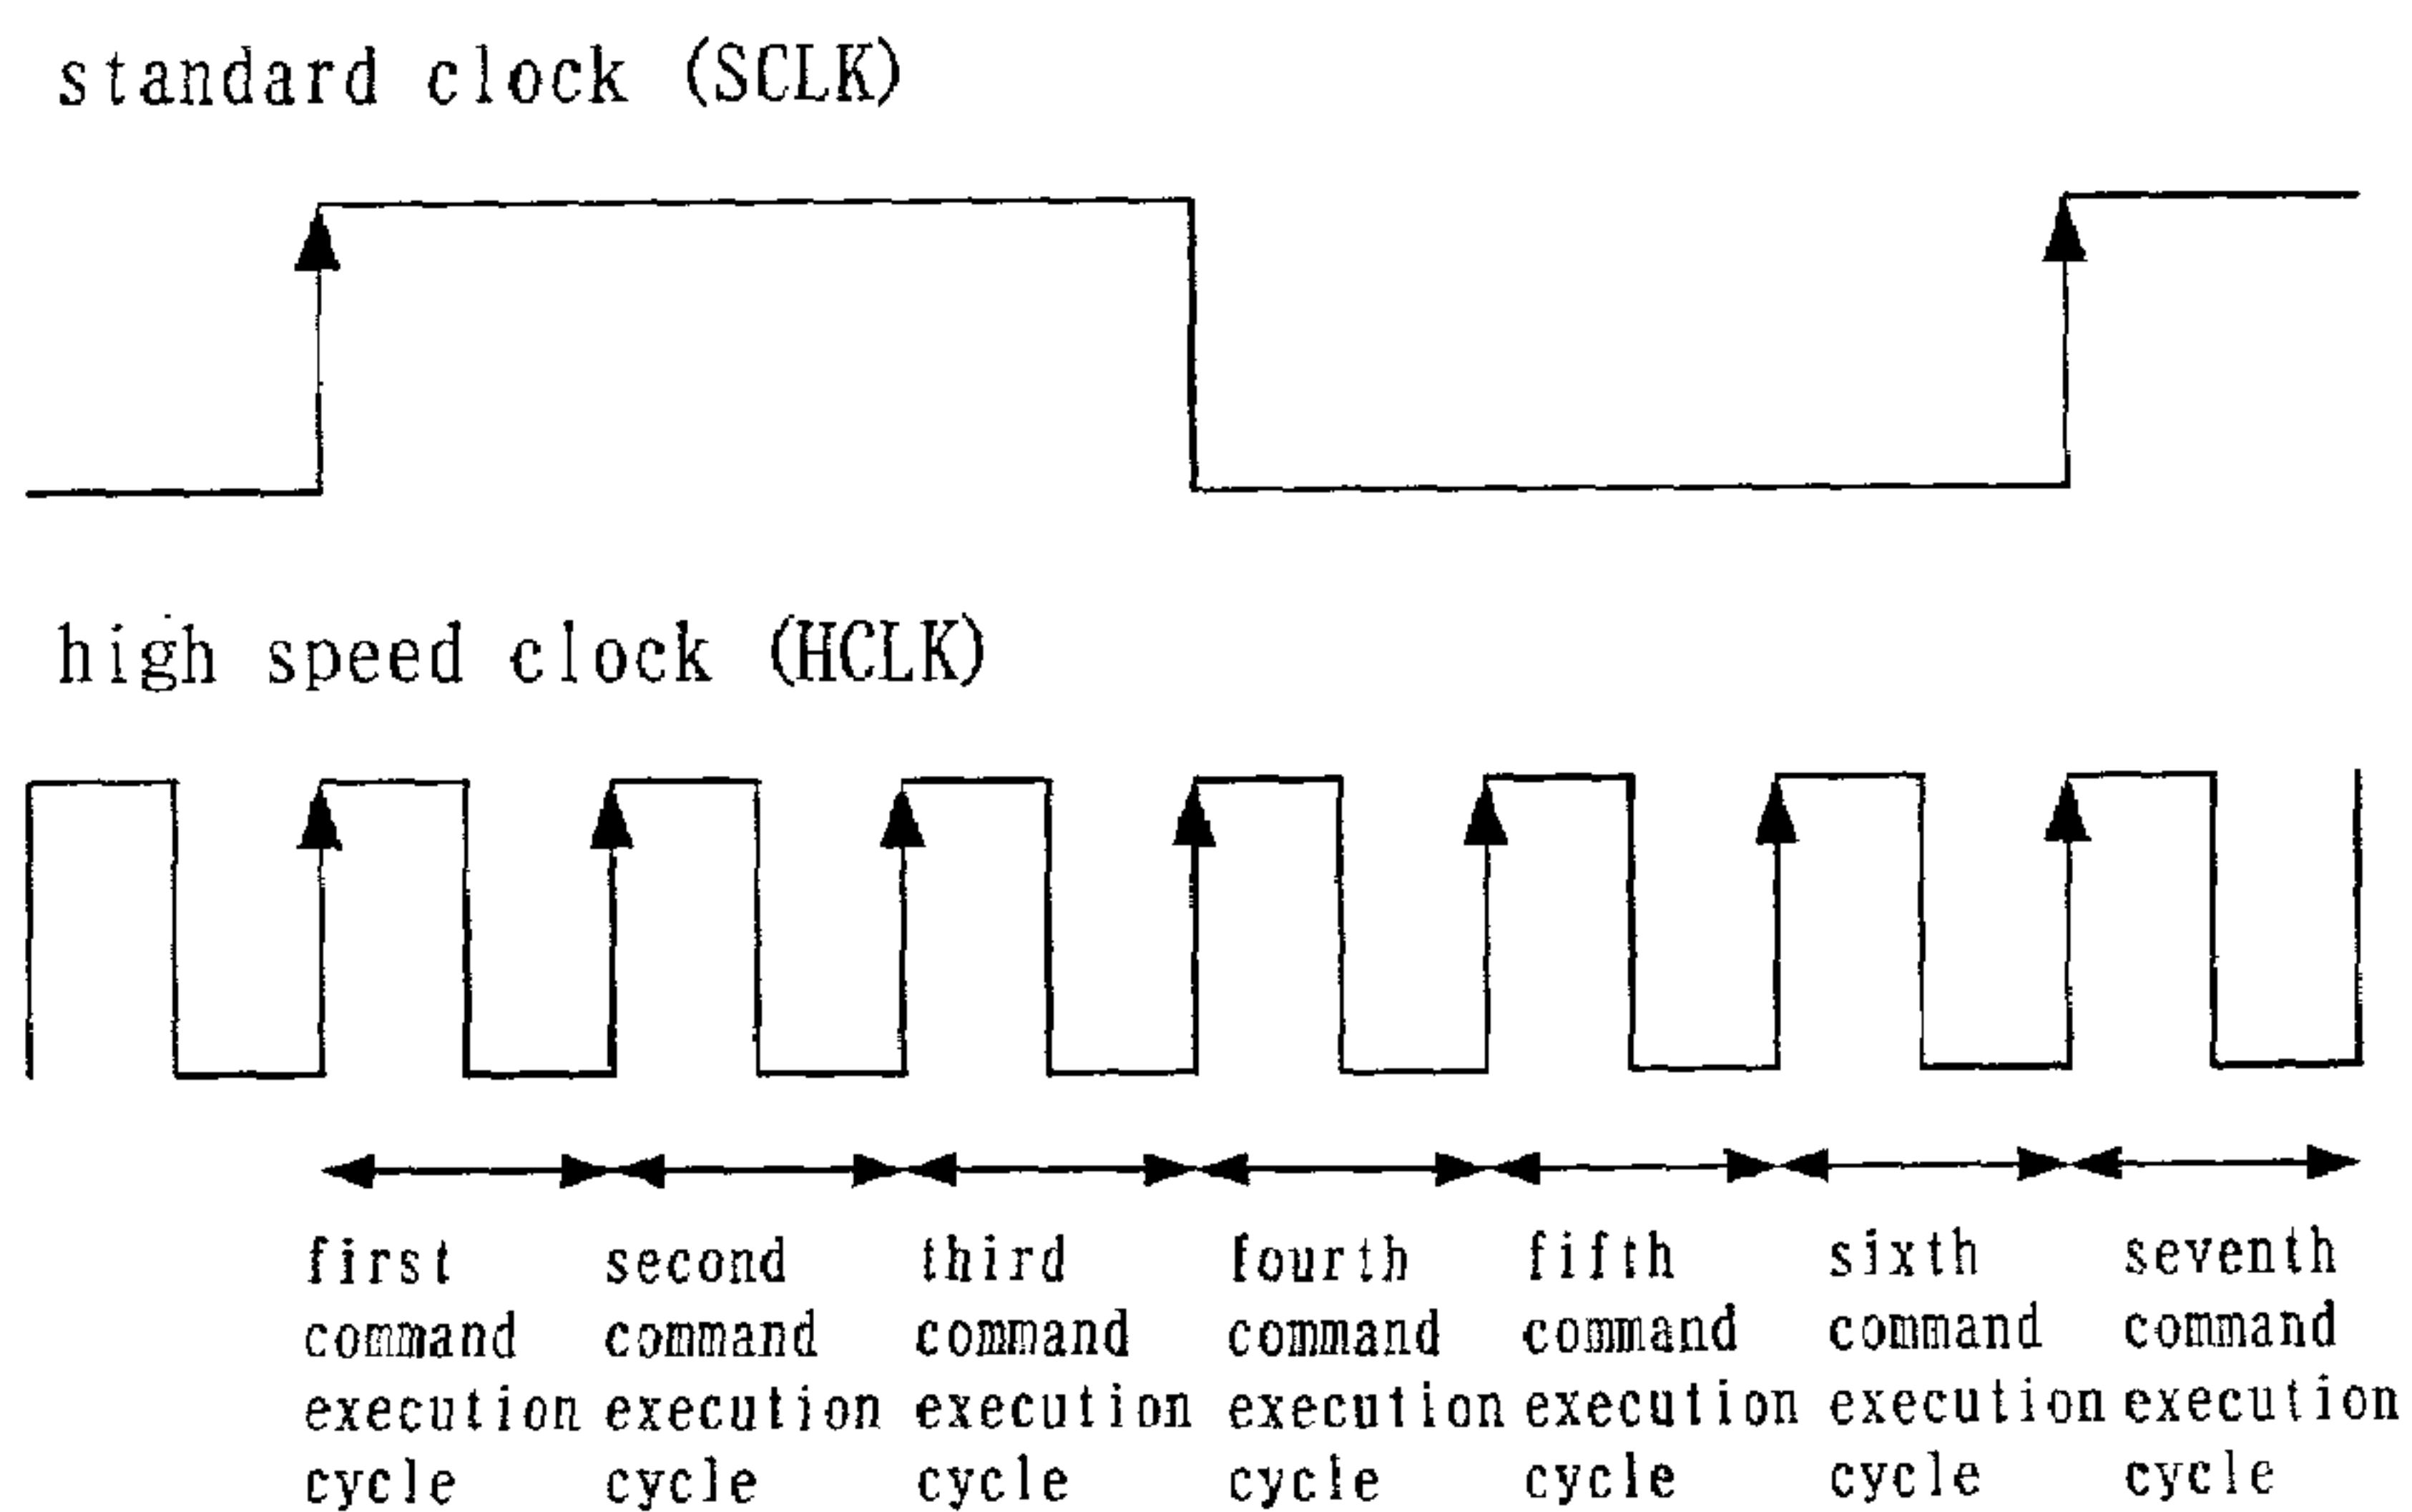 standard clock (SCLK)
high speed clock (HCLK)
first second third fourth fifth sixth seventh
command command command command command command command
execution execution execution execution execution execution execution
cycle cycle cycle cycle cycle cycle cycle